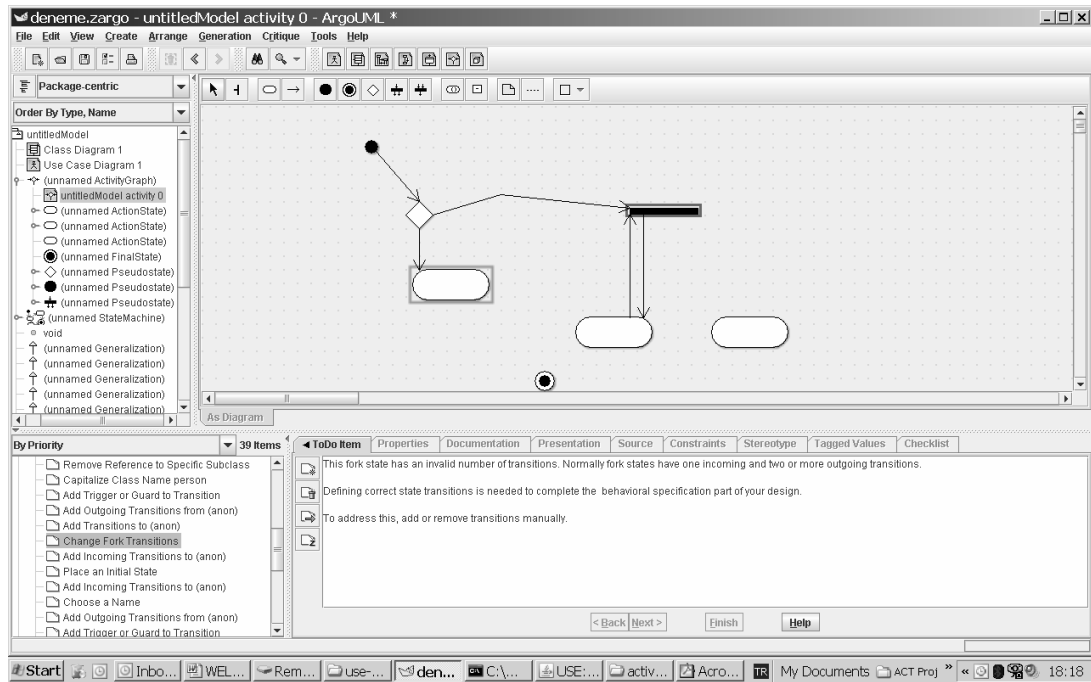 deneme.zargo - untitledModel activity 0 - ArgoUML *
File Edit View Create Arrange Generation Critique Tools Help
Package-centric
Order By Type, Name
untitledModel
Class Diagram 1
Use Case Diagram 1
(unnamed ActivityGraph)
untitledModel activity 0
(unnamed ActionState)
(unnamed ActionState)
(unnamed ActionState)
(unnamed FinalState)
(unnamed Pseudostate)
(unnamed Pseudostate)
(unnamed Pseudostate)
(unnamed StateMachine)
void
(unnamed Generalization)
(unnamed Generalization)
(unnamed Generalization)
(unnamed Generalization)
(unnamed Generalization)
As Diagram
By Priority 39 Items
Remove Reference to Specific Subclass
Capitalize Class Name person
Add Trigger or Guard to Transition
Add Outgoing Transitions from (anon)
Add Transitions to (anon)
Change Fork Transitions
Add Incoming Transitions to (anon)
Place an Initial State
Add Incoming Transitions to (anon)
Choose a Name
Add Outgoing Transitions from (anon)
Add Trigger or Guard to Transition
ToDo Item Properties Documentation Presentation Source Constraints Stereotype Tagged Values Checklist
This fork state has an invalid number of transitions. Normally fork states have one incoming and two or more outgoing transitions.
Defining correct state transitions is needed to complete the behavioral specification part of your design.
To address this, add or remove transitions manually.
< Back Next > Finish Help
Start Inbo... WEL... Rem... use-... den... C:\... USE:... activ... Acro... TR My Documents ACT Proj » « 18:18